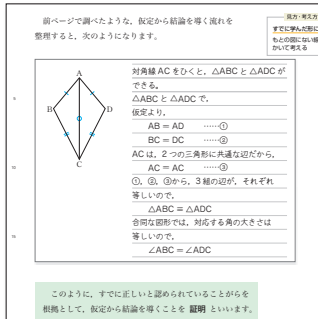 前ページで調べたような，仮定から結論を導く流れを
整理すると，次のようになります。
見方・考え方
すでに学んだ形に
もとの図にない線
かいて考える
A
B
D
C
対角線 AC をひくと，△ABC と △ADC が
できる。
△ABC と △ADC で，
仮定より，
AB = AD ……①
BC = DC ……②
AC は，2 つの三角形に共通な辺だから，
AC = AC ……③
①，②，③から，3 組の辺が，それぞれ
等しいので，
△ABC ≡ △ADC
合同な図形では，対応する角の大きさは
等しいので，
∠ABC = ∠ADC
5
10
15
このように，すでに正しいと認められていることがらを
根拠として，仮定から結論を導くことを 証明 といいます。